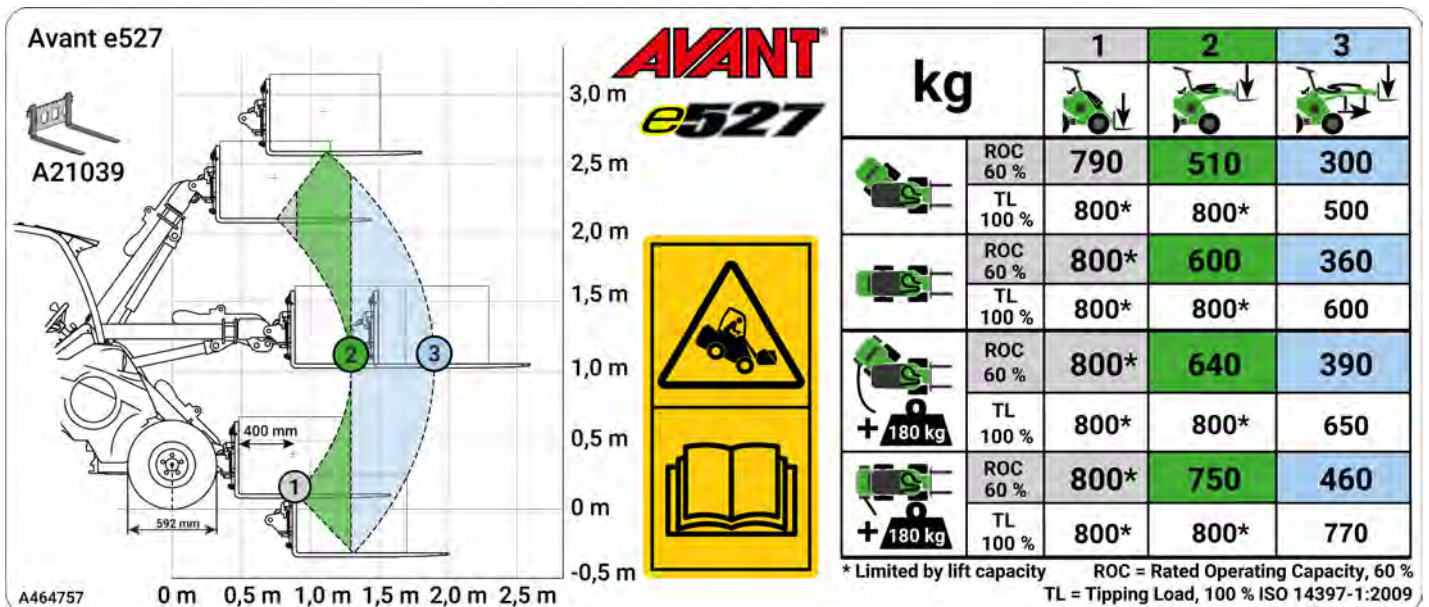 Avant e527
A21039
3,0 m
2,5 m
2,0 m
1,5 m
1,0 m
0,5 m
0 m
-0,5 m
2
3
400 mm
1
592 mm
A464757
0 m 0,5 m 1,0 m 1,5 m 2,0 m 2,5 m
AVANT®
e527
kg 1 2 3
ROC 60 % 790 510 300
TL 100 % 800* 800* 500
ROC 60 % 800* 600 360
TL 100 % 800* 800* 600
ROC 60 % 800* 640 390
+ 180 kg
TL 100 % 800* 800* 650
ROC 60 % 800* 750 460
+ 180 kg
TL 100 % 800* 800* 770
* Limited by lift capacity ROC = Rated Operating Capacity, 60 %
TL = Tipping Load, 100 % ISO 14397-1:2009